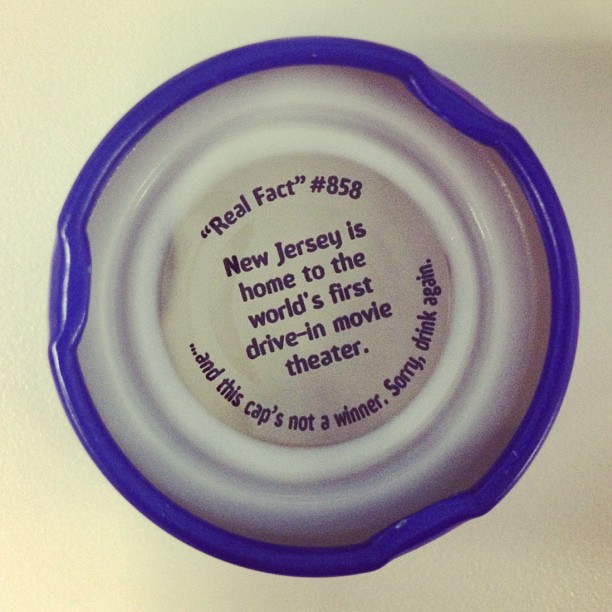 “Real Fact” #858
New Jersey is
home to the
world's first
drive-in movie
theater.
...and this cap's not a winner. Sorry, drink again.